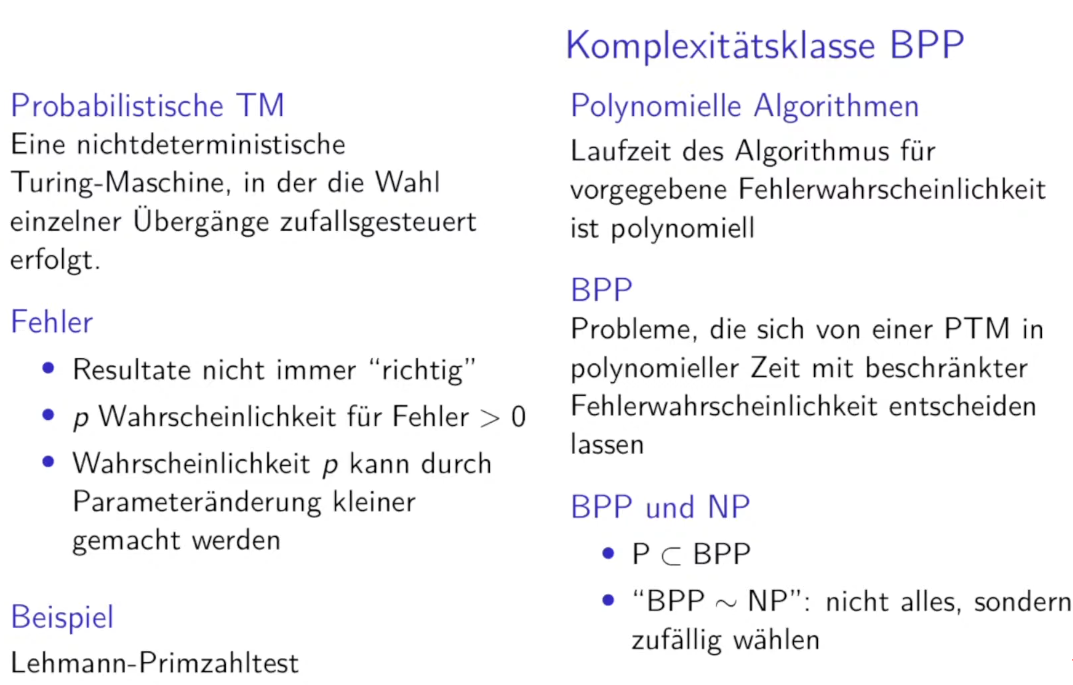 Komplexitätsklasse BPP
Probabilistische TM
Eine nichtdeterministische
Turing-Maschine, in der die Wahl
einzelner Übergänge zufallsgesteuert
erfolgt.
Fehler
• Resultate nicht immer “richtig”
• p Wahrscheinlichkeit für Fehler > 0
• Wahrscheinlichkeit p kann durch
Parameteränderung kleiner
gemacht werden
Beispiel
Lehmann-Primzahltest
Polynomielle Algorithmen
Laufzeit des Algorithmus für
vorgegebene Fehlerwahrscheinlichkeit
ist polynomiell
BPP
Probleme, die sich von einer PTM in
polynomieller Zeit mit beschränkter
Fehlerwahrscheinlichkeit entscheiden
lassen
BPP und NP
• P ⊂ BPP
• “BPP ∼ NP”: nicht alles, sondern
zufällig wählen